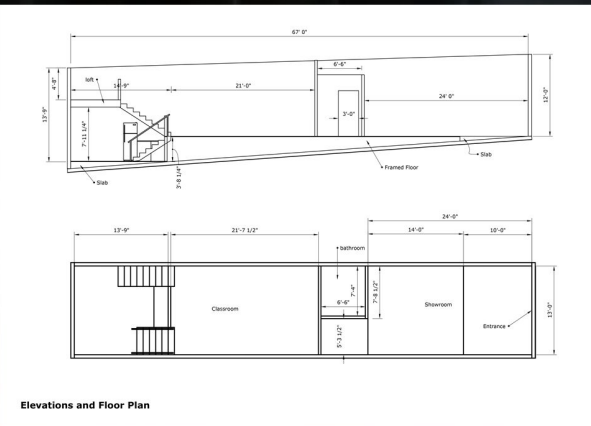 67' 0"
6'-6"
4'-8"
loft
14'-9"
21'-0"
24' 0"
3'-0"
12'-0"
13'-9"
7'-11 1/4"
3'-8 1/4"
Slab
Framed Floor
Slab
24'-0"
13'-9"
21'-7 1/2"
14'-0"
10'-0"
bathroom
7'-4"
7'-8 1/2"
6'-6"
Classroom
Showroom
13'-0"
Entrance
5'-3 1/2"
Elevations and Floor Plan